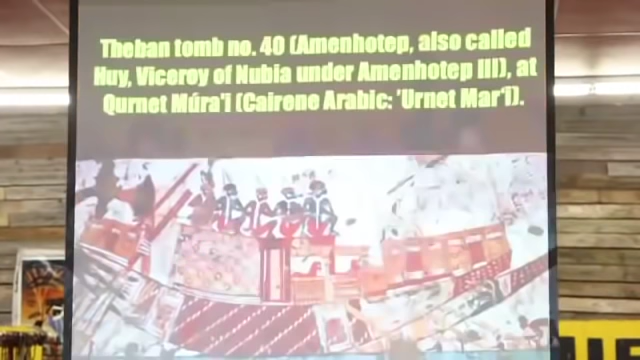 Theban tomb no. 40 (Amenhotep, also called
Huy, Viceroy of Nubia under Amenhotep III), at
Qurnet Múra'i (Cairene Arabic: 'Urnet Mar'î).